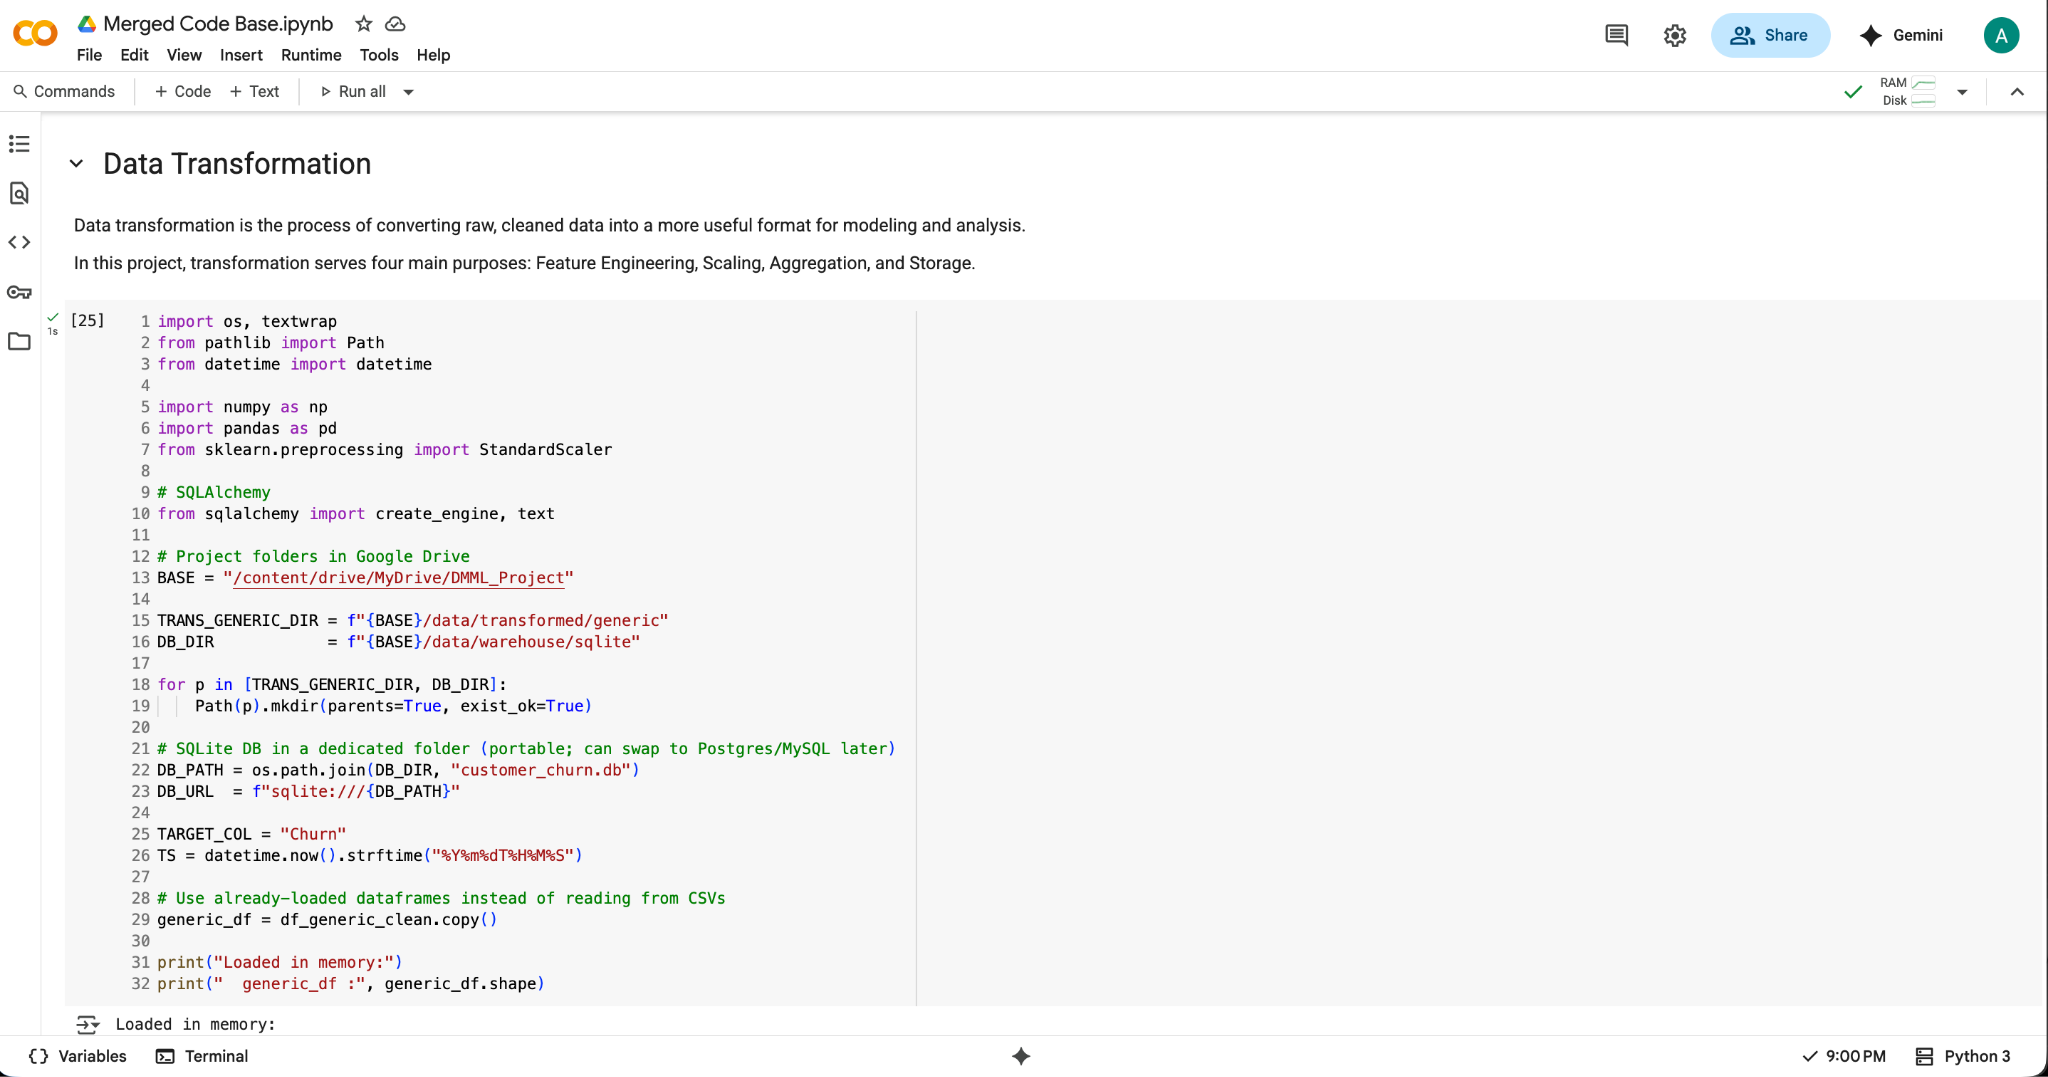 Merged Code Base.ipynb
File Edit View Insert Runtime Tools Help
Share
Gemini
A
Commands + Code + Text Run all
RAM
Disk
Data Transformation
Data transformation is the process of converting raw, cleaned data into a more useful format for modeling and analysis.
In this project, transformation serves four main purposes: Feature Engineering, Scaling, Aggregation, and Storage.
1s
[25]
1 import os, textwrap
2 from pathlib import Path
3 from datetime import datetime
4
5 import numpy as np
6 import pandas as pd
7 from sklearn.preprocessing import StandardScaler
8
9 # SQLAlchemy
10 from sqlalchemy import create_engine, text
11
12 # Project folders in Google Drive
13 BASE = "/content/drive/MyDrive/DMML_Project"
14
15 TRANS_GENERIC_DIR = f"{BASE}/data/transformed/generic"
16 DB_DIR            = f"{BASE}/data/warehouse/sqlite"
17
18 for p in [TRANS_GENERIC_DIR, DB_DIR]:
19     Path(p).mkdir(parents=True, exist_ok=True)
20
21 # SQLite DB in a dedicated folder (portable; can swap to Postgres/MySQL later)
22 DB_PATH = os.path.join(DB_DIR, "customer_churn.db")
23 DB_URL  = f"sqlite:///{DB_PATH}"
24
25 TARGET_COL = "Churn"
26 TS = datetime.now().strftime("%Y%m%dT%H%M%S")
27
28 # Use already-loaded dataframes instead of reading from CSVs
29 generic_df = df_generic_clean.copy()
30
31 print("Loaded in memory:")
32 print("  generic_df :", generic_df.shape)
Loaded in memory:
{} Variables Terminal
9:00 PM Python 3